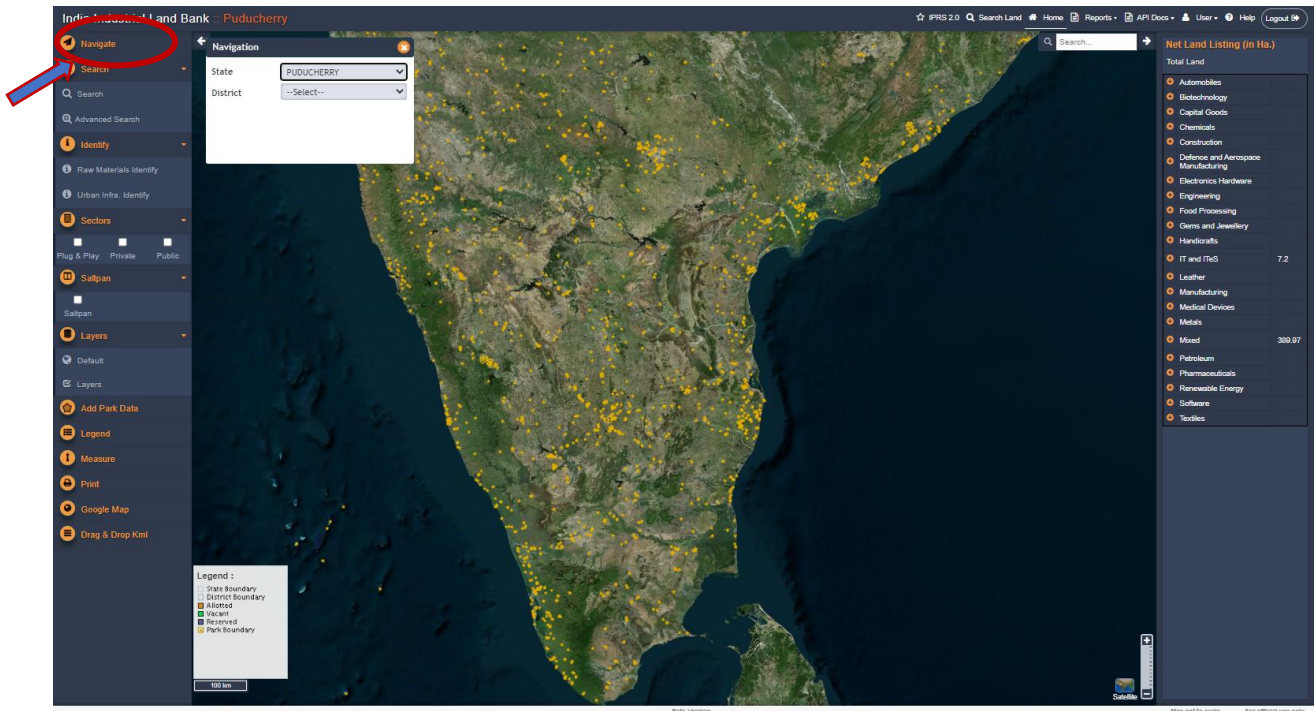 India Industrial Land Bank :: Puducherry
IPRS 2.0 Search Land Home Reports API Docs User Help Logout
Navigate
Search
Search
Advanced Search
Identify
Raw Materials Identify
Urban Infra. Identify
Sectors
Plug & Play Private Public
Saltpan
Saltpan
Layers
Default
Layers
Add Park Data
Legend
Measure
Print
Google Map
Drag & Drop Kml
Navigation
State PUDUCHERRY
District --Select--
Search...
Legend :
State Boundary
District Boundary
Allotted
Vacant
Reserved
Park Boundary
100 km
Satellite
Net Land Listing (in Ha.)
Total Land
Automobiles
Biotechnology
Capital Goods
Chemicals
Construction
Defence and Aerospace
Manufacturing
Electronics Hardware
Engineering
Food Processing
Gems and Jewellery
Handicrafts
IT and ITeS 7.2
Leather
Manufacturing
Medical Devices
Metals
Mixed 389.97
Petroleum
Pharmaceuticals
Renewable Energy
Software
Textiles